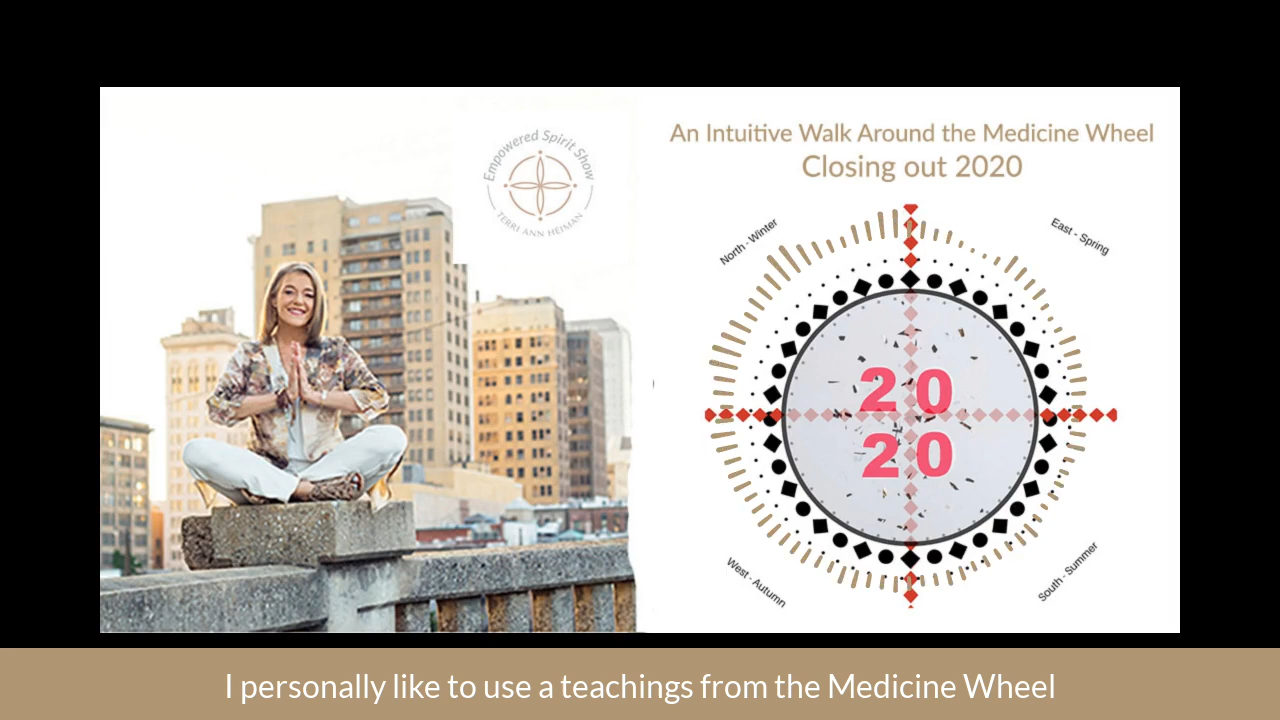 Empowered Spirit Show
TERRI ANN HEIMAN
An Intuitive Walk Around the Medicine Wheel
Closing out 2020
North - Winter
East - Spring
20
20
West - Autumn
South - Summer
I personally like to use a teachings from the Medicine Wheel